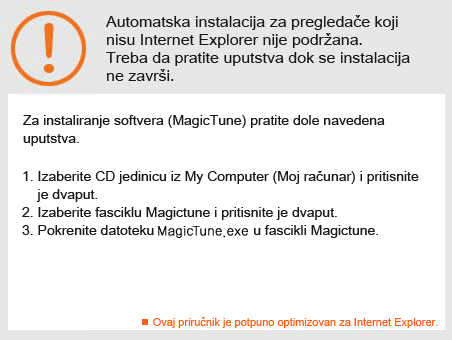 Automatska instalacija za pregledače koji
nisu Internet Explorer nije podržana.
Treba da pratite uputstva dok se instalacija
ne završi.
Za instaliranje softvera (MagicTune) pratite dole navedena
uputstva.
1. Izaberite CD jedinicu iz My Computer (Moj računar) i pritisnite
je dvaput.
2. Izaberite fasciklu Magictune i pritisnite je dvaput.
3. Pokrenite datoteku MagicTune.exe u fascikli Magictune.
Ovaj priručnik je potpuno optimizovan za Internet Explorer.